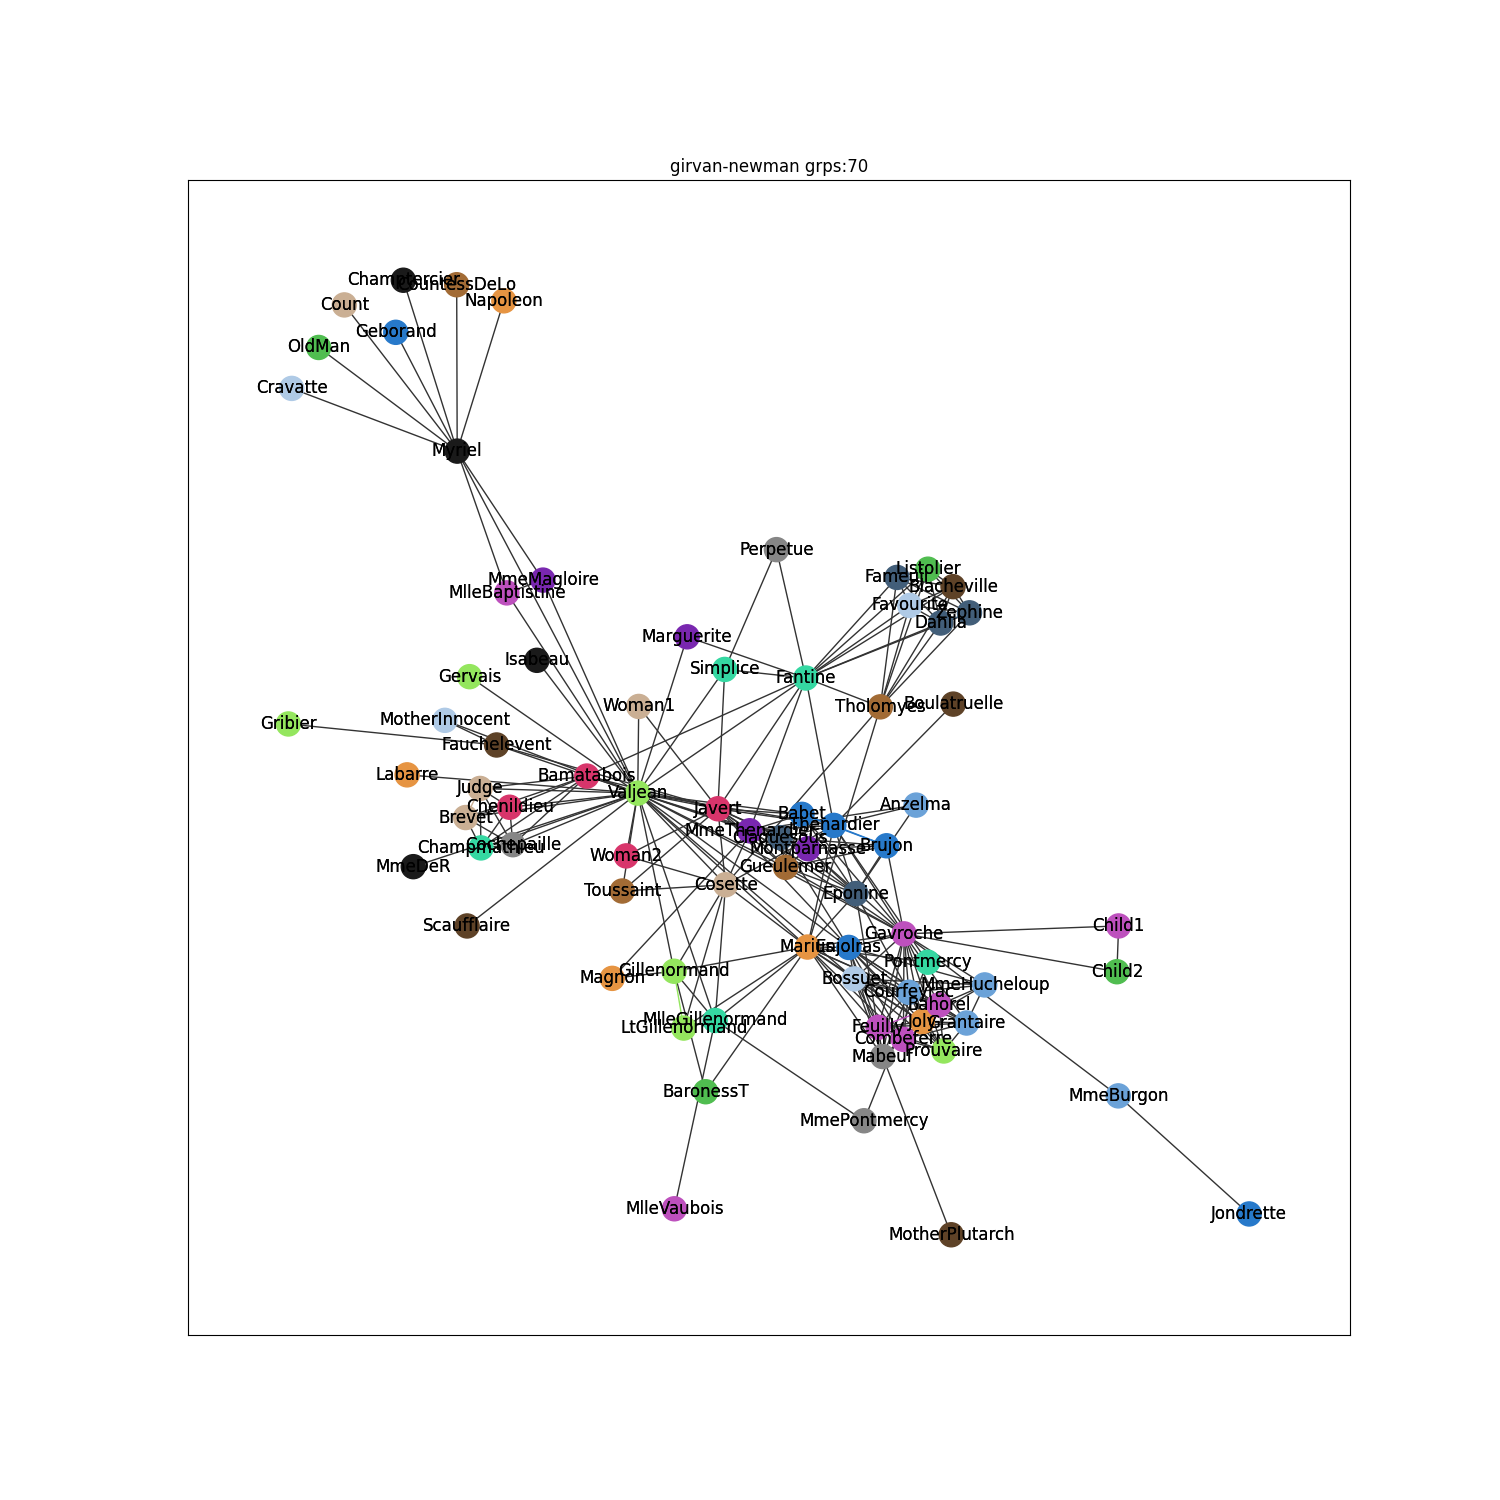 girvan-newman grps:70
Champtercier
CountessDeLo
Count
Napoleon
Geborand
OldMan
Cravatte
Myriel
Perpetue
Listolier
Fameuil
MmeMagloire
Blacheville
MlleBaptistine
Favourite
Zephine
Dahlia
Marguerite
Isabeau
Simplice
Gervais
Fantine
Woman1
Tholomyes
Boulatruelle
MotherInnocent
Gribier
Fauchelevent
Labarre
Bamatabois
Judge
Valjean
Chenildieu
Javert
Anzelma
Babet
Brevet
Thenardier
MmeThenardier
Claquesous
Cochepaille
Brujon
Champmathieu
Montparnasse
Woman2
MmeDeR
Gueulemer
Cosette
Toussaint
Eponine
Scaufflaire
Child1
Gavroche
Marius
Enjolras
Pontmercy
Gillenormand
Child2
Magnon
Bossuet
MmeHucheloup
Courfeyrac
Bahorel
MlleGillenormand
Joly
Grantaire
LtGillenormand
Feuilly
Combeferre
Prouvaire
Mabeuf
BaronessT
MmeBurgon
MmePontmercy
MlleVaubois
Jondrette
MotherPlutarch